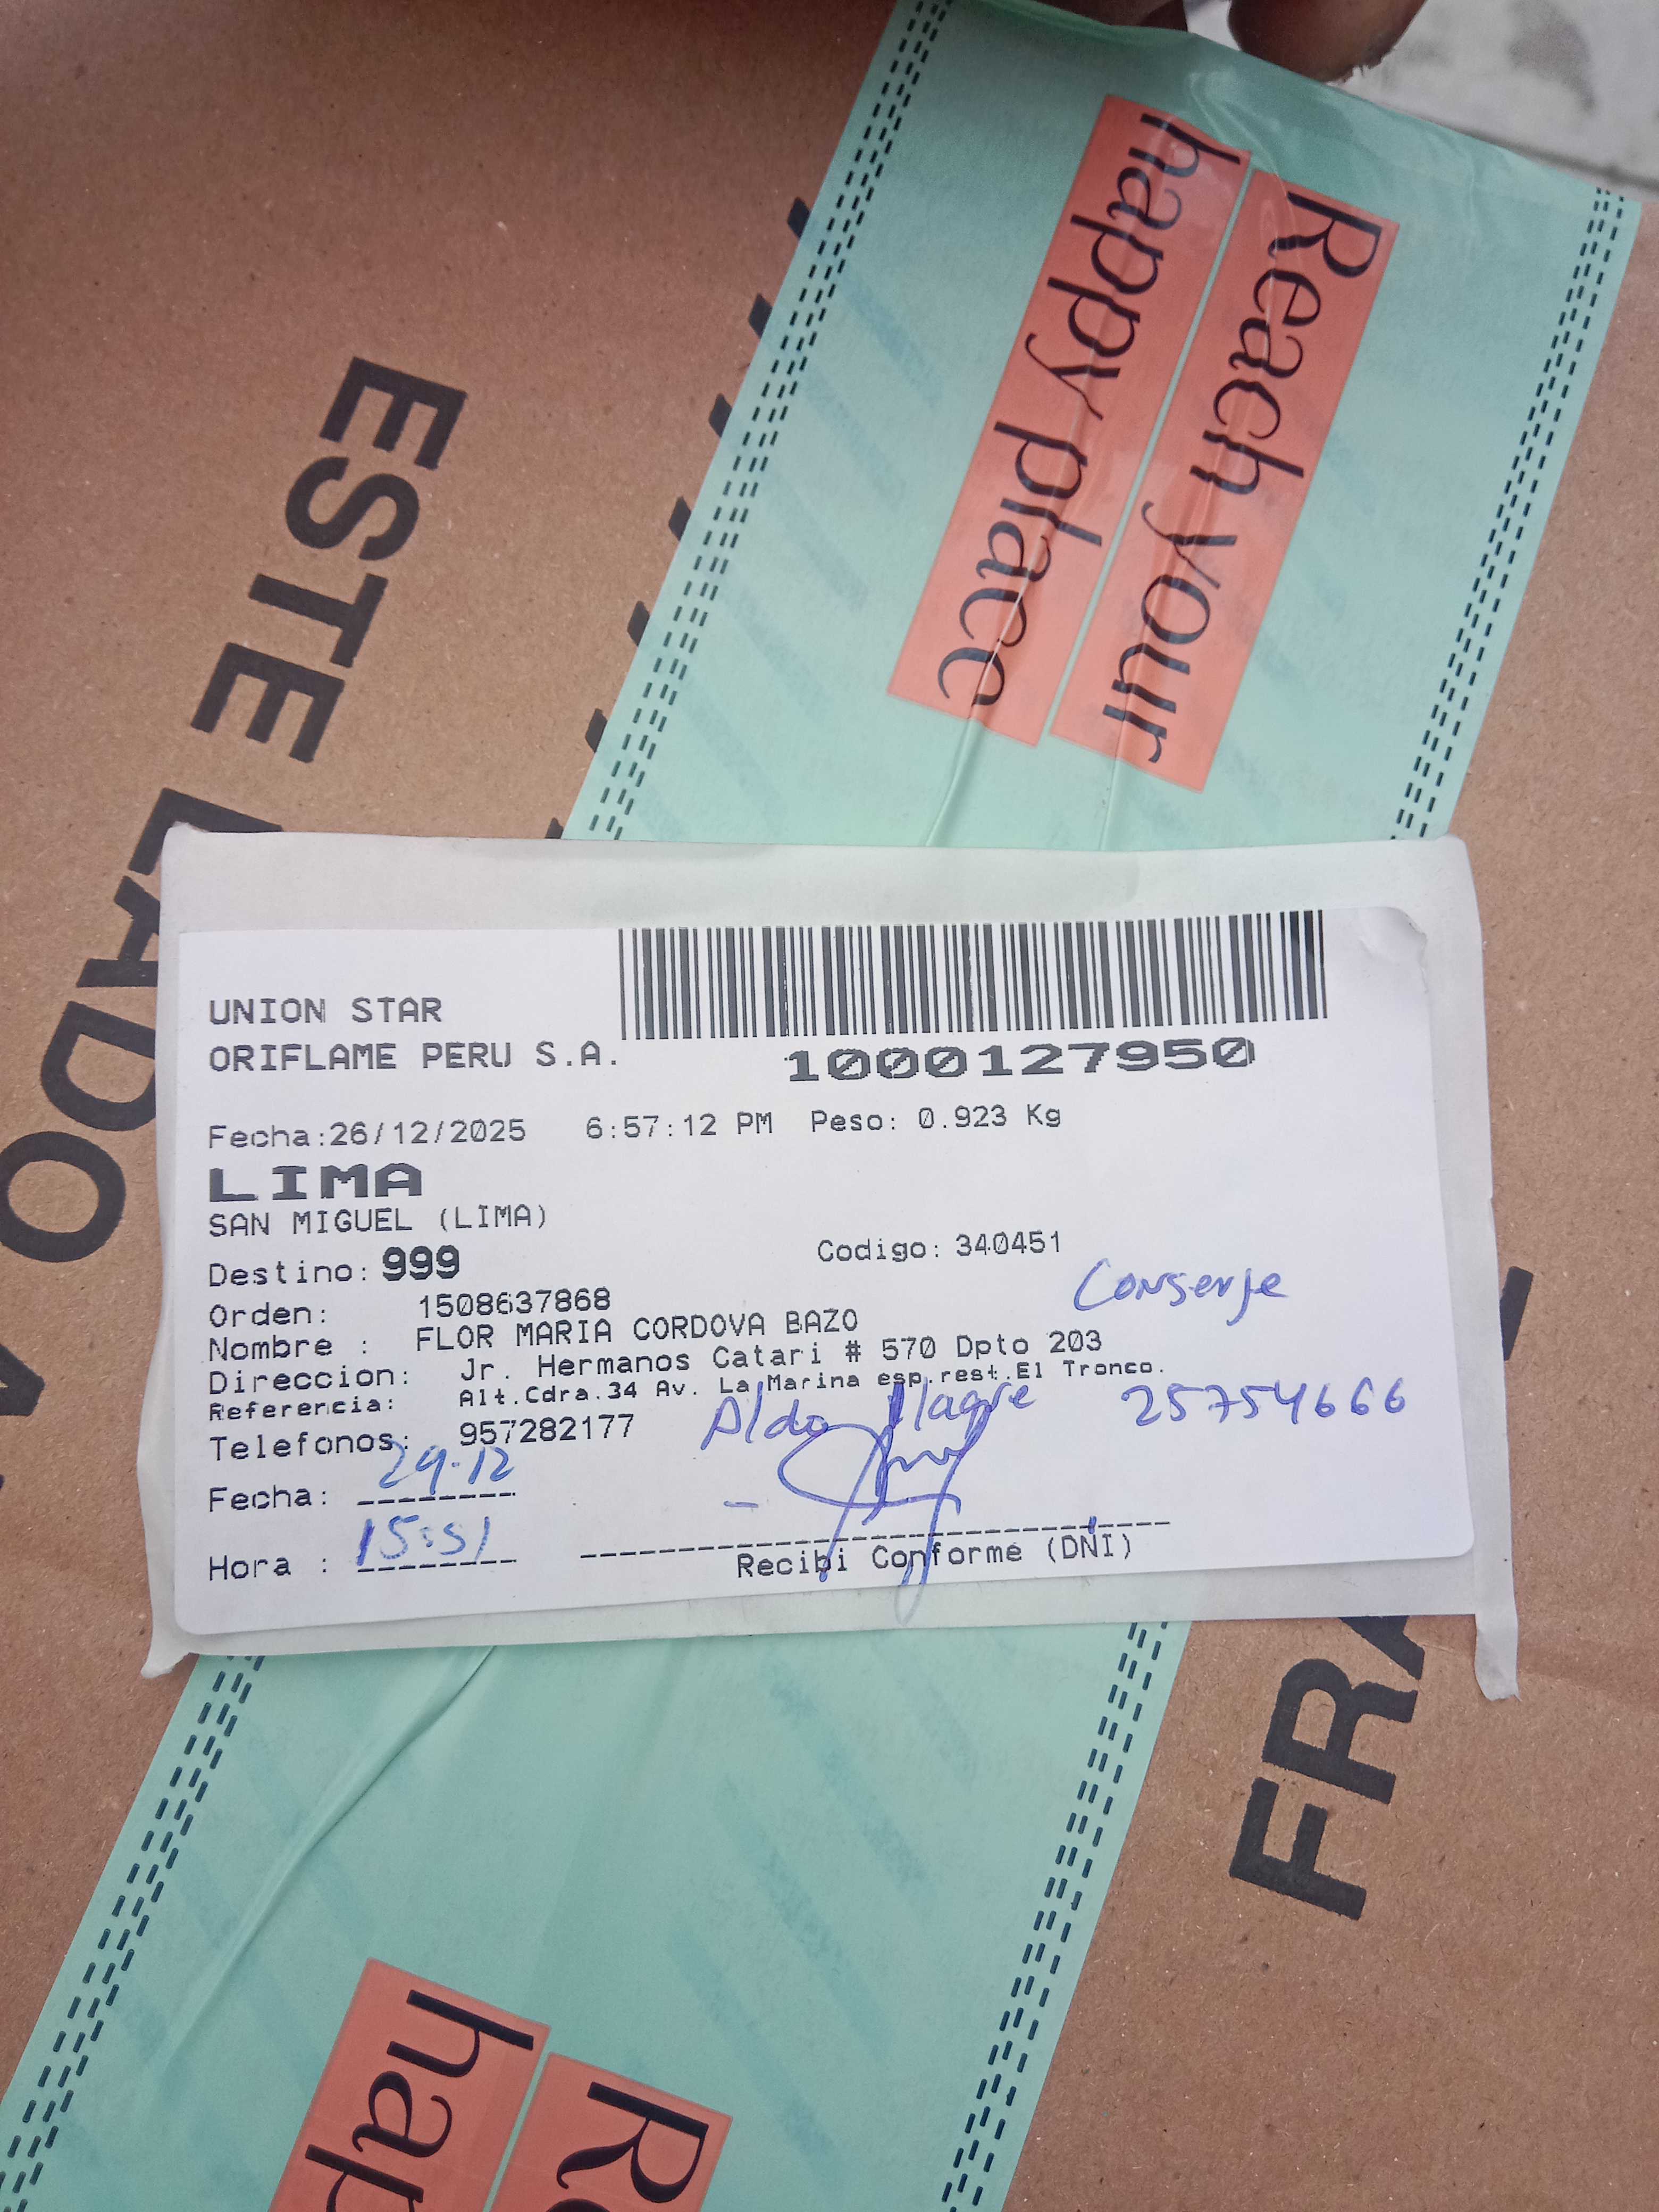 Reach your
happy place
ESTE LADO
UNION STAR
ORIFLAME PERU S.A.
1000127950
Fecha:26/12/2025 6:57:12 PM Peso: 0.923 Kg
LIMA
SAN MIGUEL (LIMA)
Destino: 999 Codigo: 340451
Conserje
Orden: 1508637868
Nombre : FLOR MARIA CORDOVA BAZO
Direccion: Jr. Hermanos Catari # 570 Dpto 203
Referencia: Alt.Cdra.34 Av. La Marina esp.rest.El Tronco.
Telefonos: 957282177
Aldo 25754666
Fecha: 29.12
Hora : 15:51
Recibi Conforme (DNI)
FRA
hap
Re